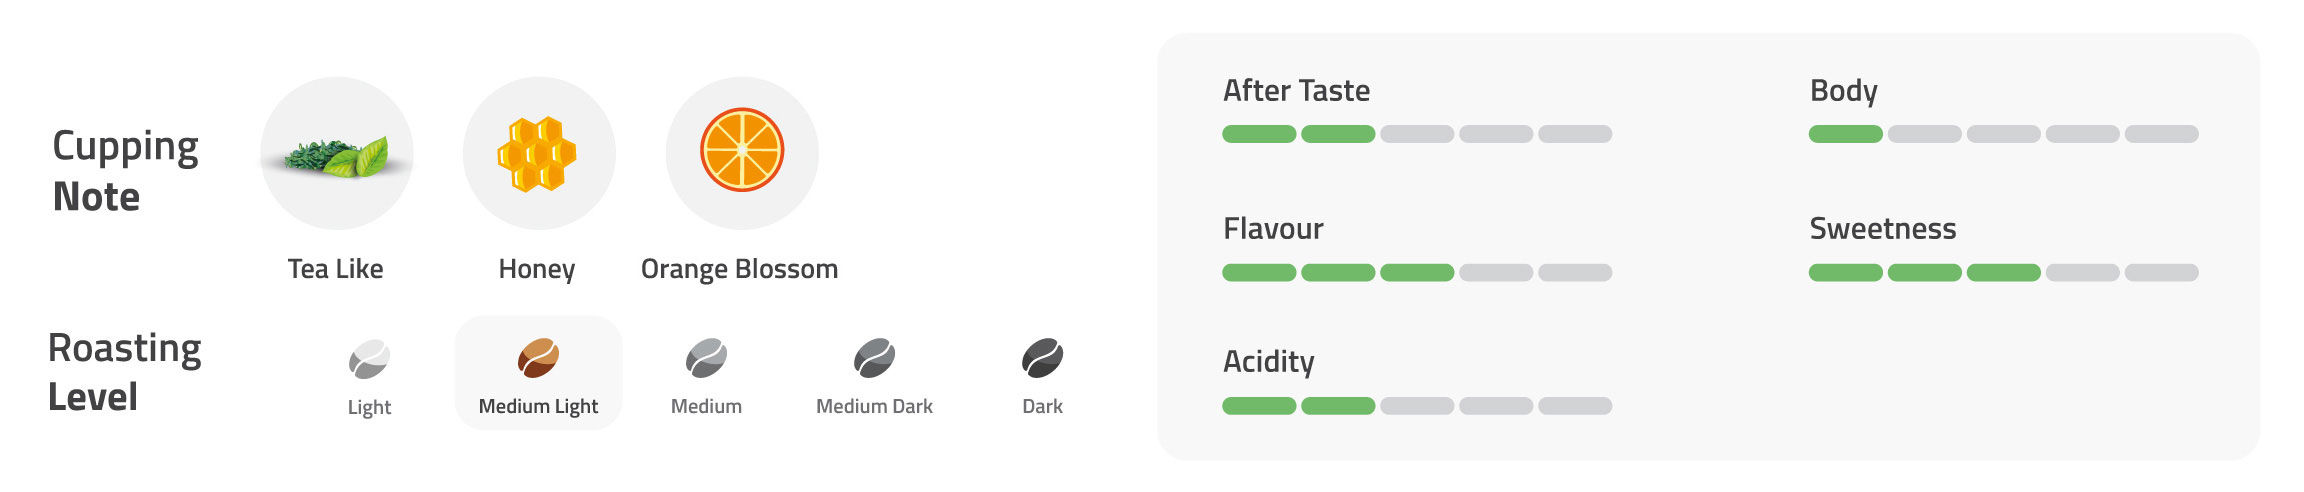 Cupping
Note
Tea Like
Honey
Orange Blossom
Roasting
Level
Light
Medium Light
Medium
Medium Dark
Dark
After Taste
Body
Flavour
Sweetness
Acidity